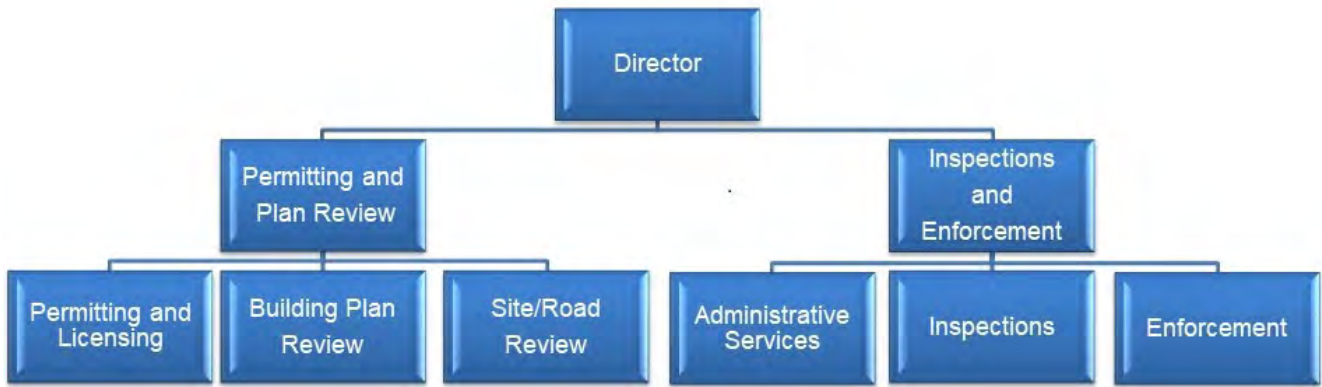 Director
Permitting and
Plan Review
Inspections
and
Enforcement
Permitting and
Licensing
Building Plan
Review
Site/Road
Review
Administrative
Services
Inspections
Enforcement